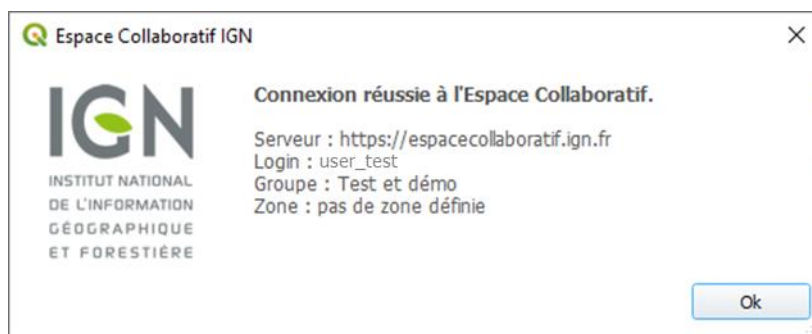 Espace Collaboratif IGN
IGN
INSTITUT NATIONAL
DE L'INFORMATION
GÉOGRAPHIQUE
ET FORESTIÈRE
Connexion réussie à l'Espace Collaboratif.
Serveur : https://espacecollaboratif.ign.fr
Login : user_test
Groupe : Test et démo
Zone : pas de zone définie
Ok